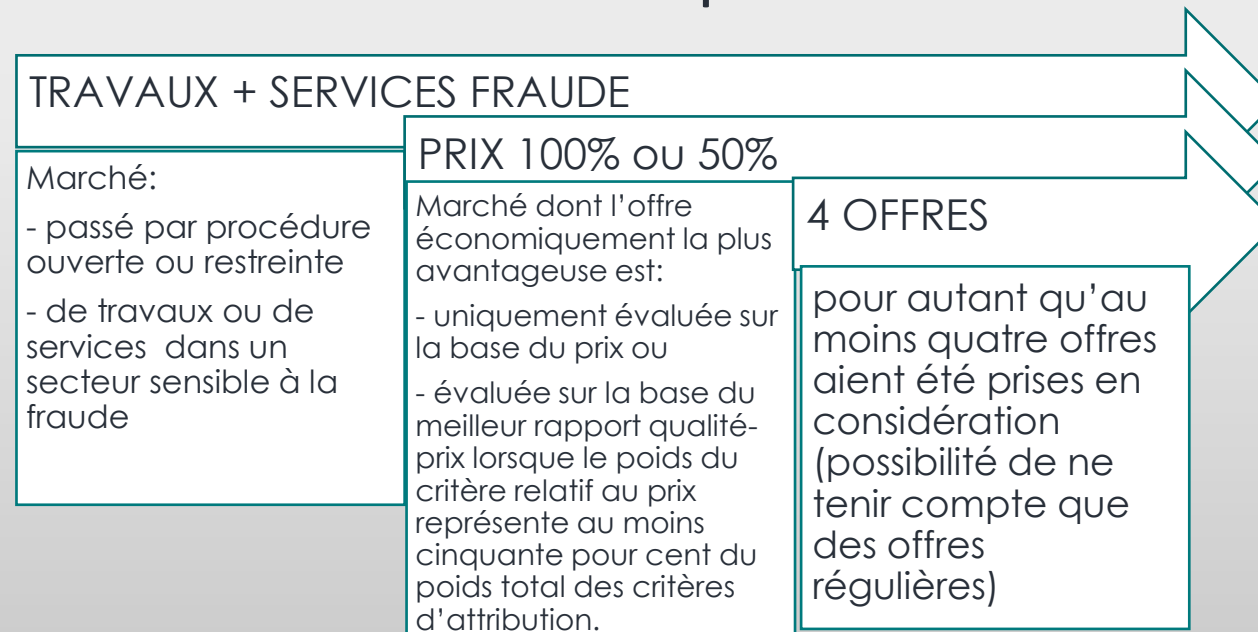 TRAVAUX + SERVICES FRAUDE
Marché:
- passé par procédure
ouverte ou restreinte
- de travaux ou de
services dans un
secteur sensible à la
fraude
PRIX 100% ou 50%
Marché dont l’offre
économiquement la plus
avantageuse est:
- uniquement évaluée sur
la base du prix ou
- évaluée sur la base du
meilleur rapport qualité-
prix lorsque le poids du
critère relatif au prix
représente au moins
cinquante pour cent du
poids total des critères
d’attribution.
4 OFFRES
pour autant qu’au
moins quatre offres
aient été prises en
considération
(possibilité de ne
tenir compte que
des offres
régulières)